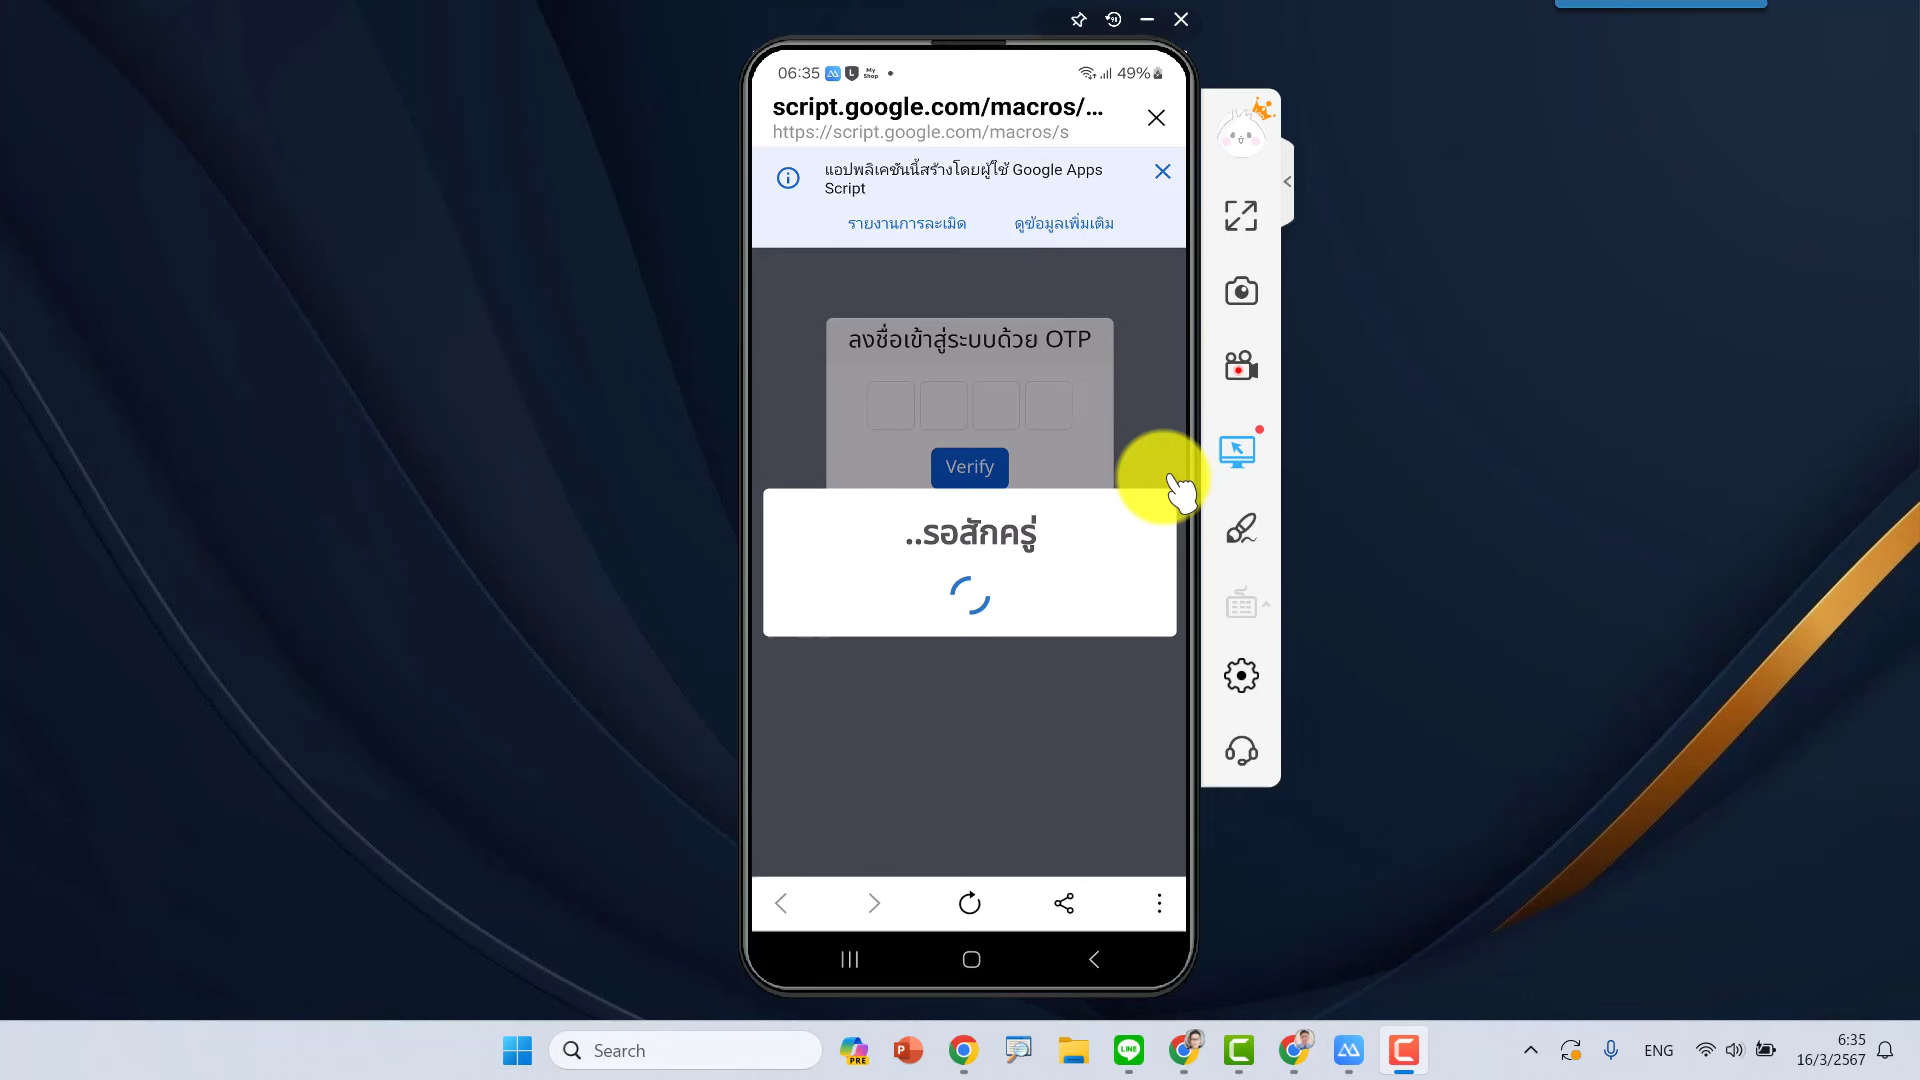 06:35
L
My
Shop
49%
script.google.com/macros/...
https://script.google.com/macros/s
แอปพลิเคชันนี้สร้างโดยผู้ใช้ Google Apps
Script
รายงานการละเมิด
ดูข้อมูลเพิ่มเติม
ลงชื่อเข้าสู่ระบบด้วย OTP
Verify
..รอสักครู่
Search
PRE
P
LINE
ENG
6:35
16/3/2567